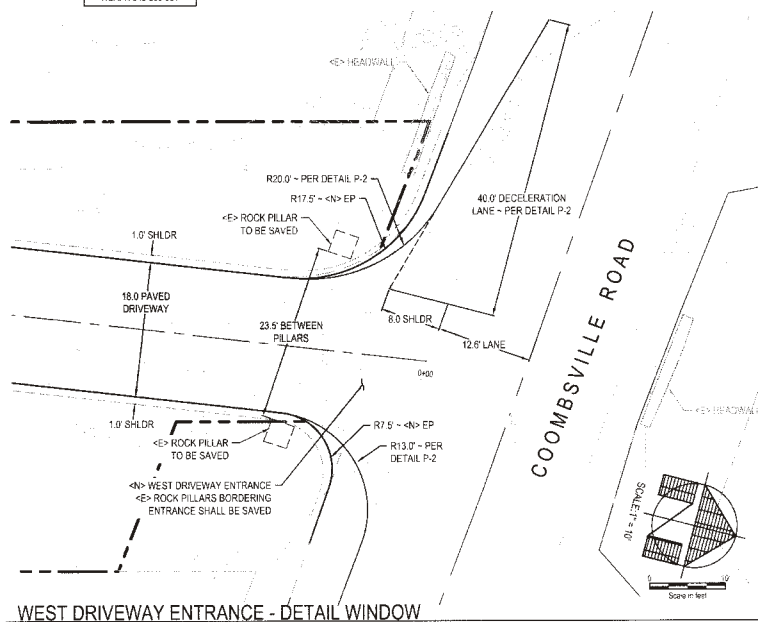 <E> HEADWALL
R20.0' ~ PER DETAIL P-2
R17.5' ~ <N> EP
<E> ROCK PILLAR
TO BE SAVED
40.0' DECELERATION
LANE ~ PER DETAIL P-2
18.0 PAVED
DRIVEWAY
23.5' BETWEEN
PILLARS
8.0 SHLDR
12.6' LANE
0+00
COOMBSVILLE ROAD
1.0' SHLDR
<E> ROCK PILLAR
TO BE SAVED
R7.5' ~ <N> EP
R13.0' ~ PER
DETAIL P-2
<E> HEADWALL
<N> WEST DRIVEWAY ENTRANCE
<E> ROCK PILLARS BORDERING
ENTRANCE SHALL BE SAVED
SCALE: 1" = 10'
0 10'
Scale in feet
WEST DRIVEWAY ENTRANCE - DETAIL WINDOW